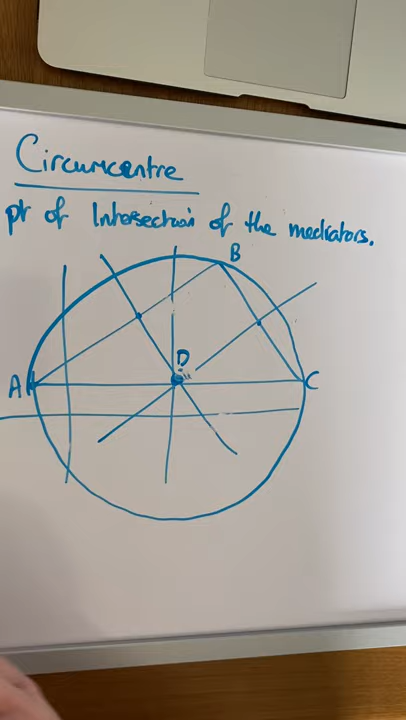 Circumcentre
pt of Intersection of the mediators.
B
D
A
C